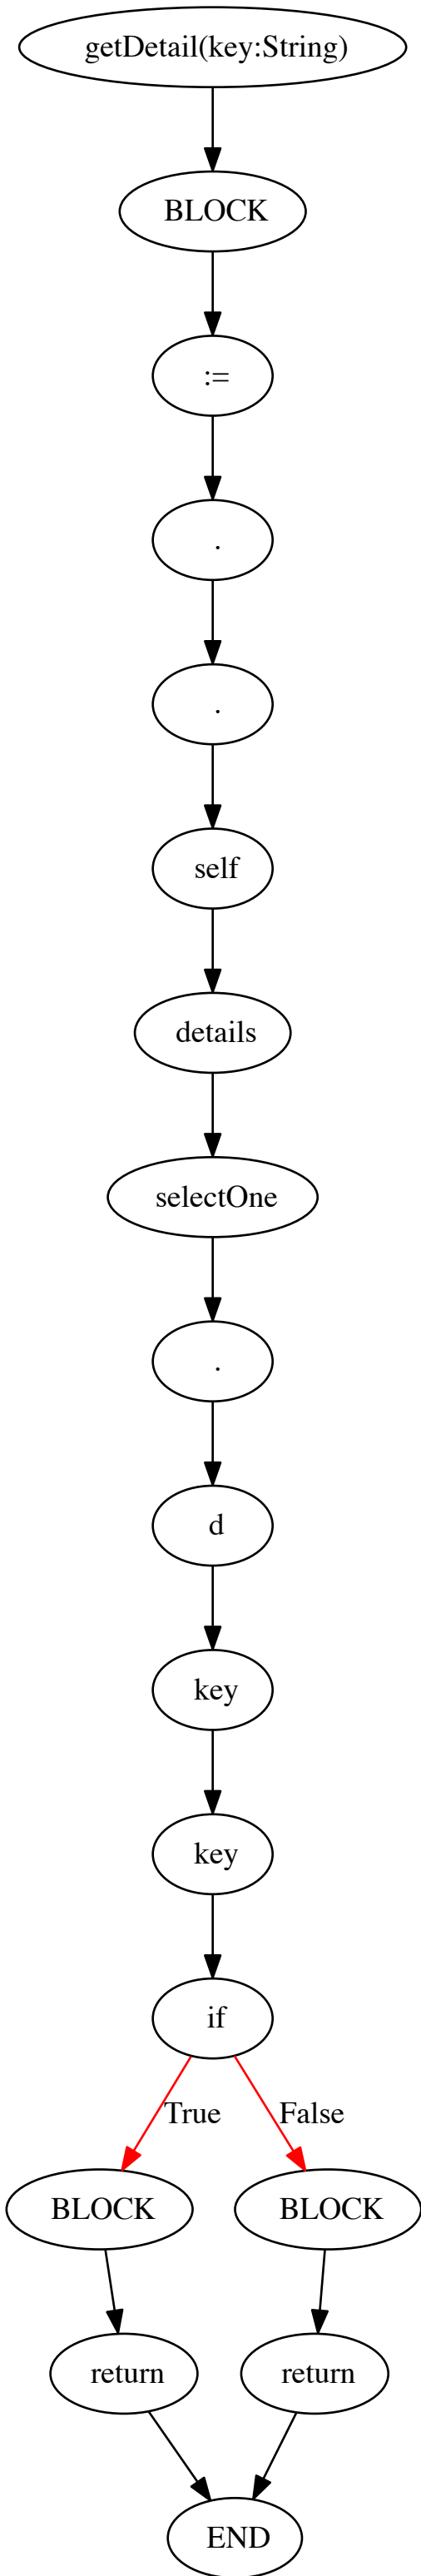 getDetail(key:String)
BLOCK
:=
.
.
self
details
selectOne
.
d
key
key
if
True
False
BLOCK
BLOCK
return
return
END